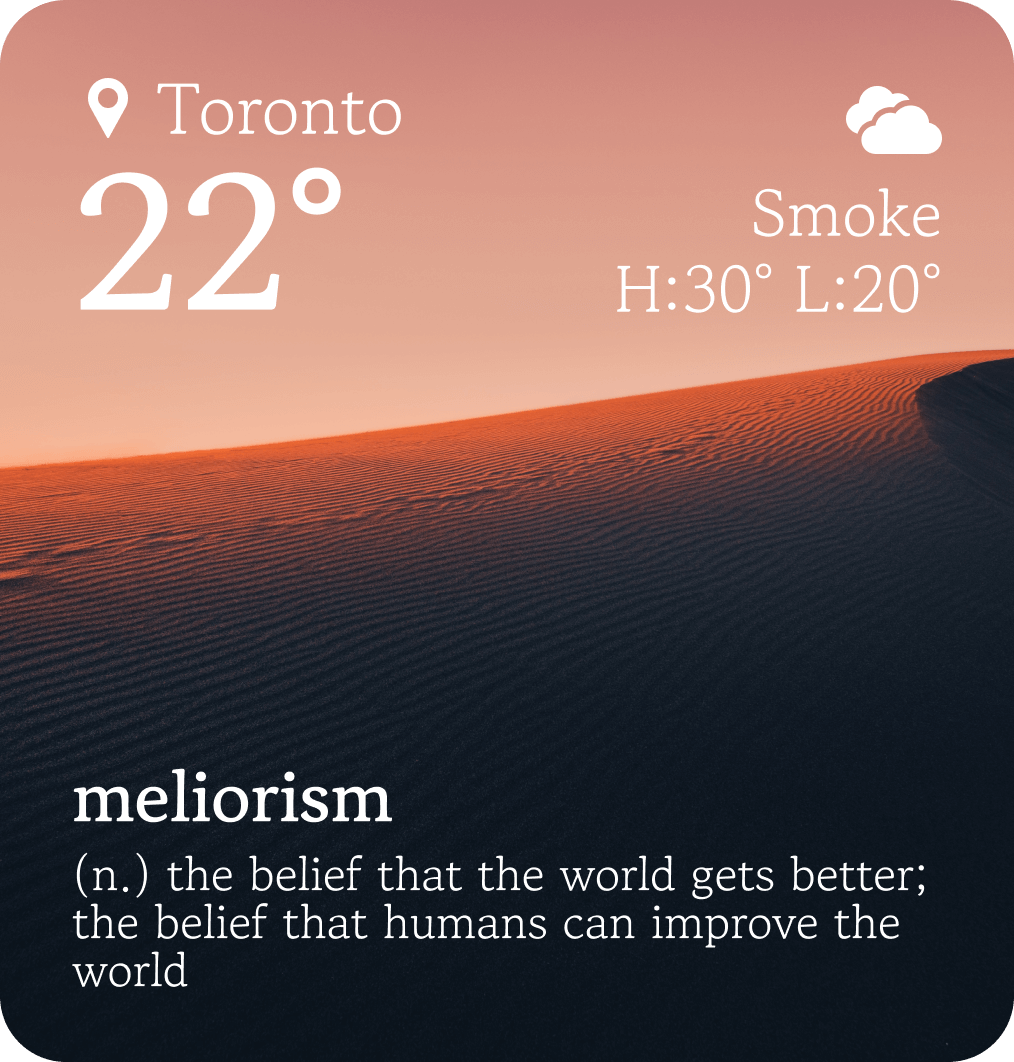 Toronto
22°
Smoke
H:30° L:20°
meliorism
(n.) the belief that the world gets better;
the belief that humans can improve the
world